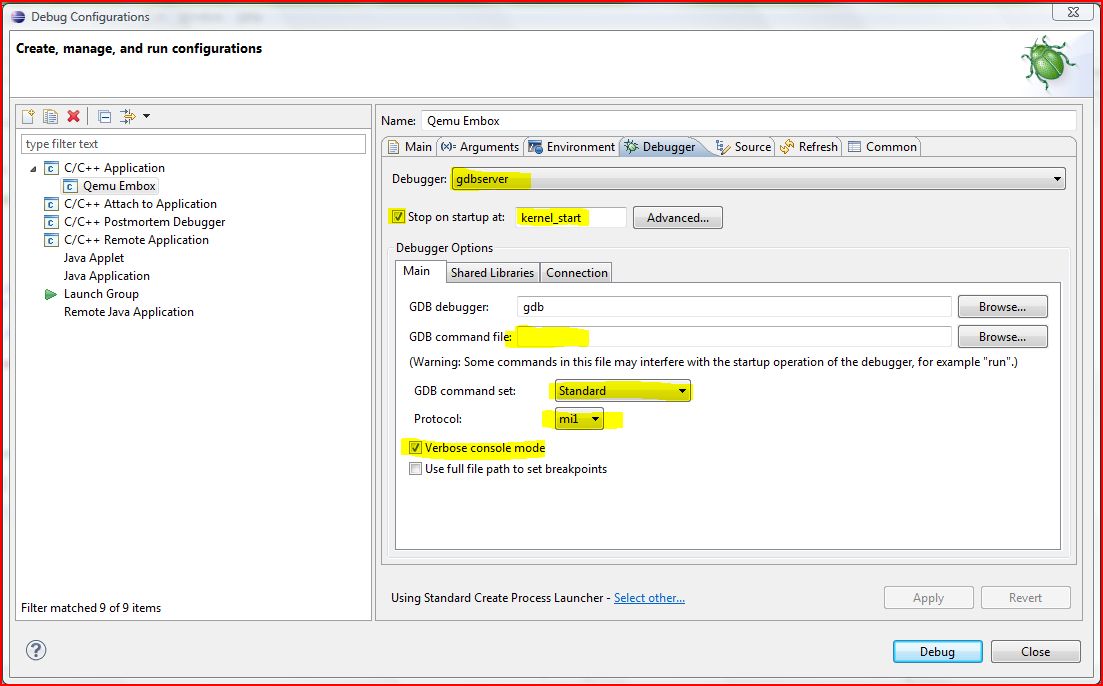 Debug Configurations
Create, manage, and run configurations
type filter text
C/C++ Application
Qemu Embox
C/C++ Attach to Application
C/C++ Postmortem Debugger
C/C++ Remote Application
Java Applet
Java Application
Launch Group
Remote Java Application
Filter matched 9 of 9 items
Name: Qemu Embox
Main (x)= Arguments Environment Debugger Source Refresh Common
Debugger: gdbserver
Stop on startup at: kernel_start Advanced...
Debugger Options
Main Shared Libraries Connection
GDB debugger: gdb Browse...
GDB command file: Browse...
(Warning: Some commands in this file may interfere with the startup operation of the debugger, for example "run".)
GDB command set: Standard
Protocol: mi1
Verbose console mode
Use full file path to set breakpoints
Using Standard Create Process Launcher - Select other...
Apply Revert
? Debug Close